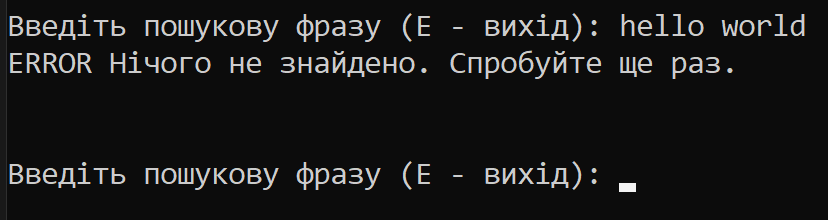 Введіть пошукову фразу (E - вихід): hello world
ERROR Нічого не знайдено. Спробуйте ще раз.
Введіть пошукову фразу (E - вихід):